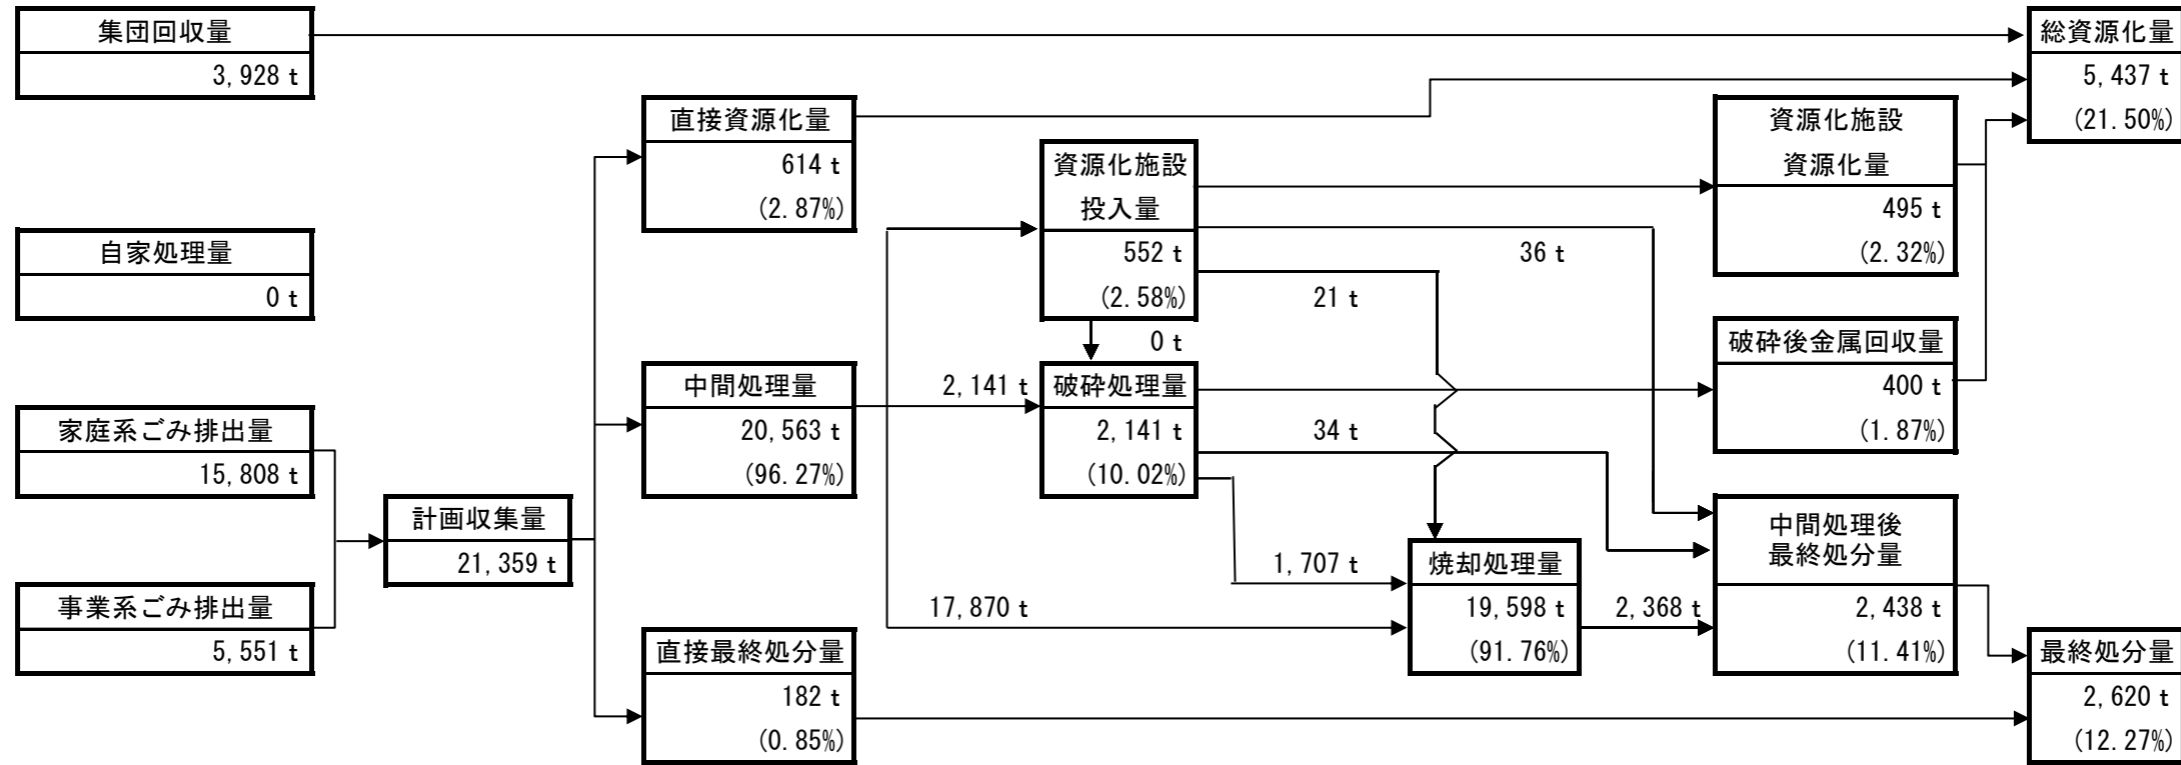 集団回収量
3,928 t
自家処理量
0 t
家庭系ごみ排出量
15,808 t
事業系ごみ排出量
5,551 t
計画収集量
21,359 t
直接資源化量
614 t
(2.87%)
中間処理量
20,563 t
(96.27%)
直接最終処分量
182 t
(0.85%)
2,141 t
17,870 t
資源化施設
投入量
552 t
(2.58%)
0 t
破砕処理量
2,141 t
(10.02%)
36 t
21 t
34 t
1,707 t
焼却処理量
19,598 t
(91.76%)
2,368 t
資源化施設
資源化量
495 t
(2.32%)
破砕後金属回収量
400 t
(1.87%)
中間処理後
最終処分量
2,438 t
(11.41%)
総資源化量
5,437 t
(21.50%)
最終処分量
2,620 t
(12.27%)